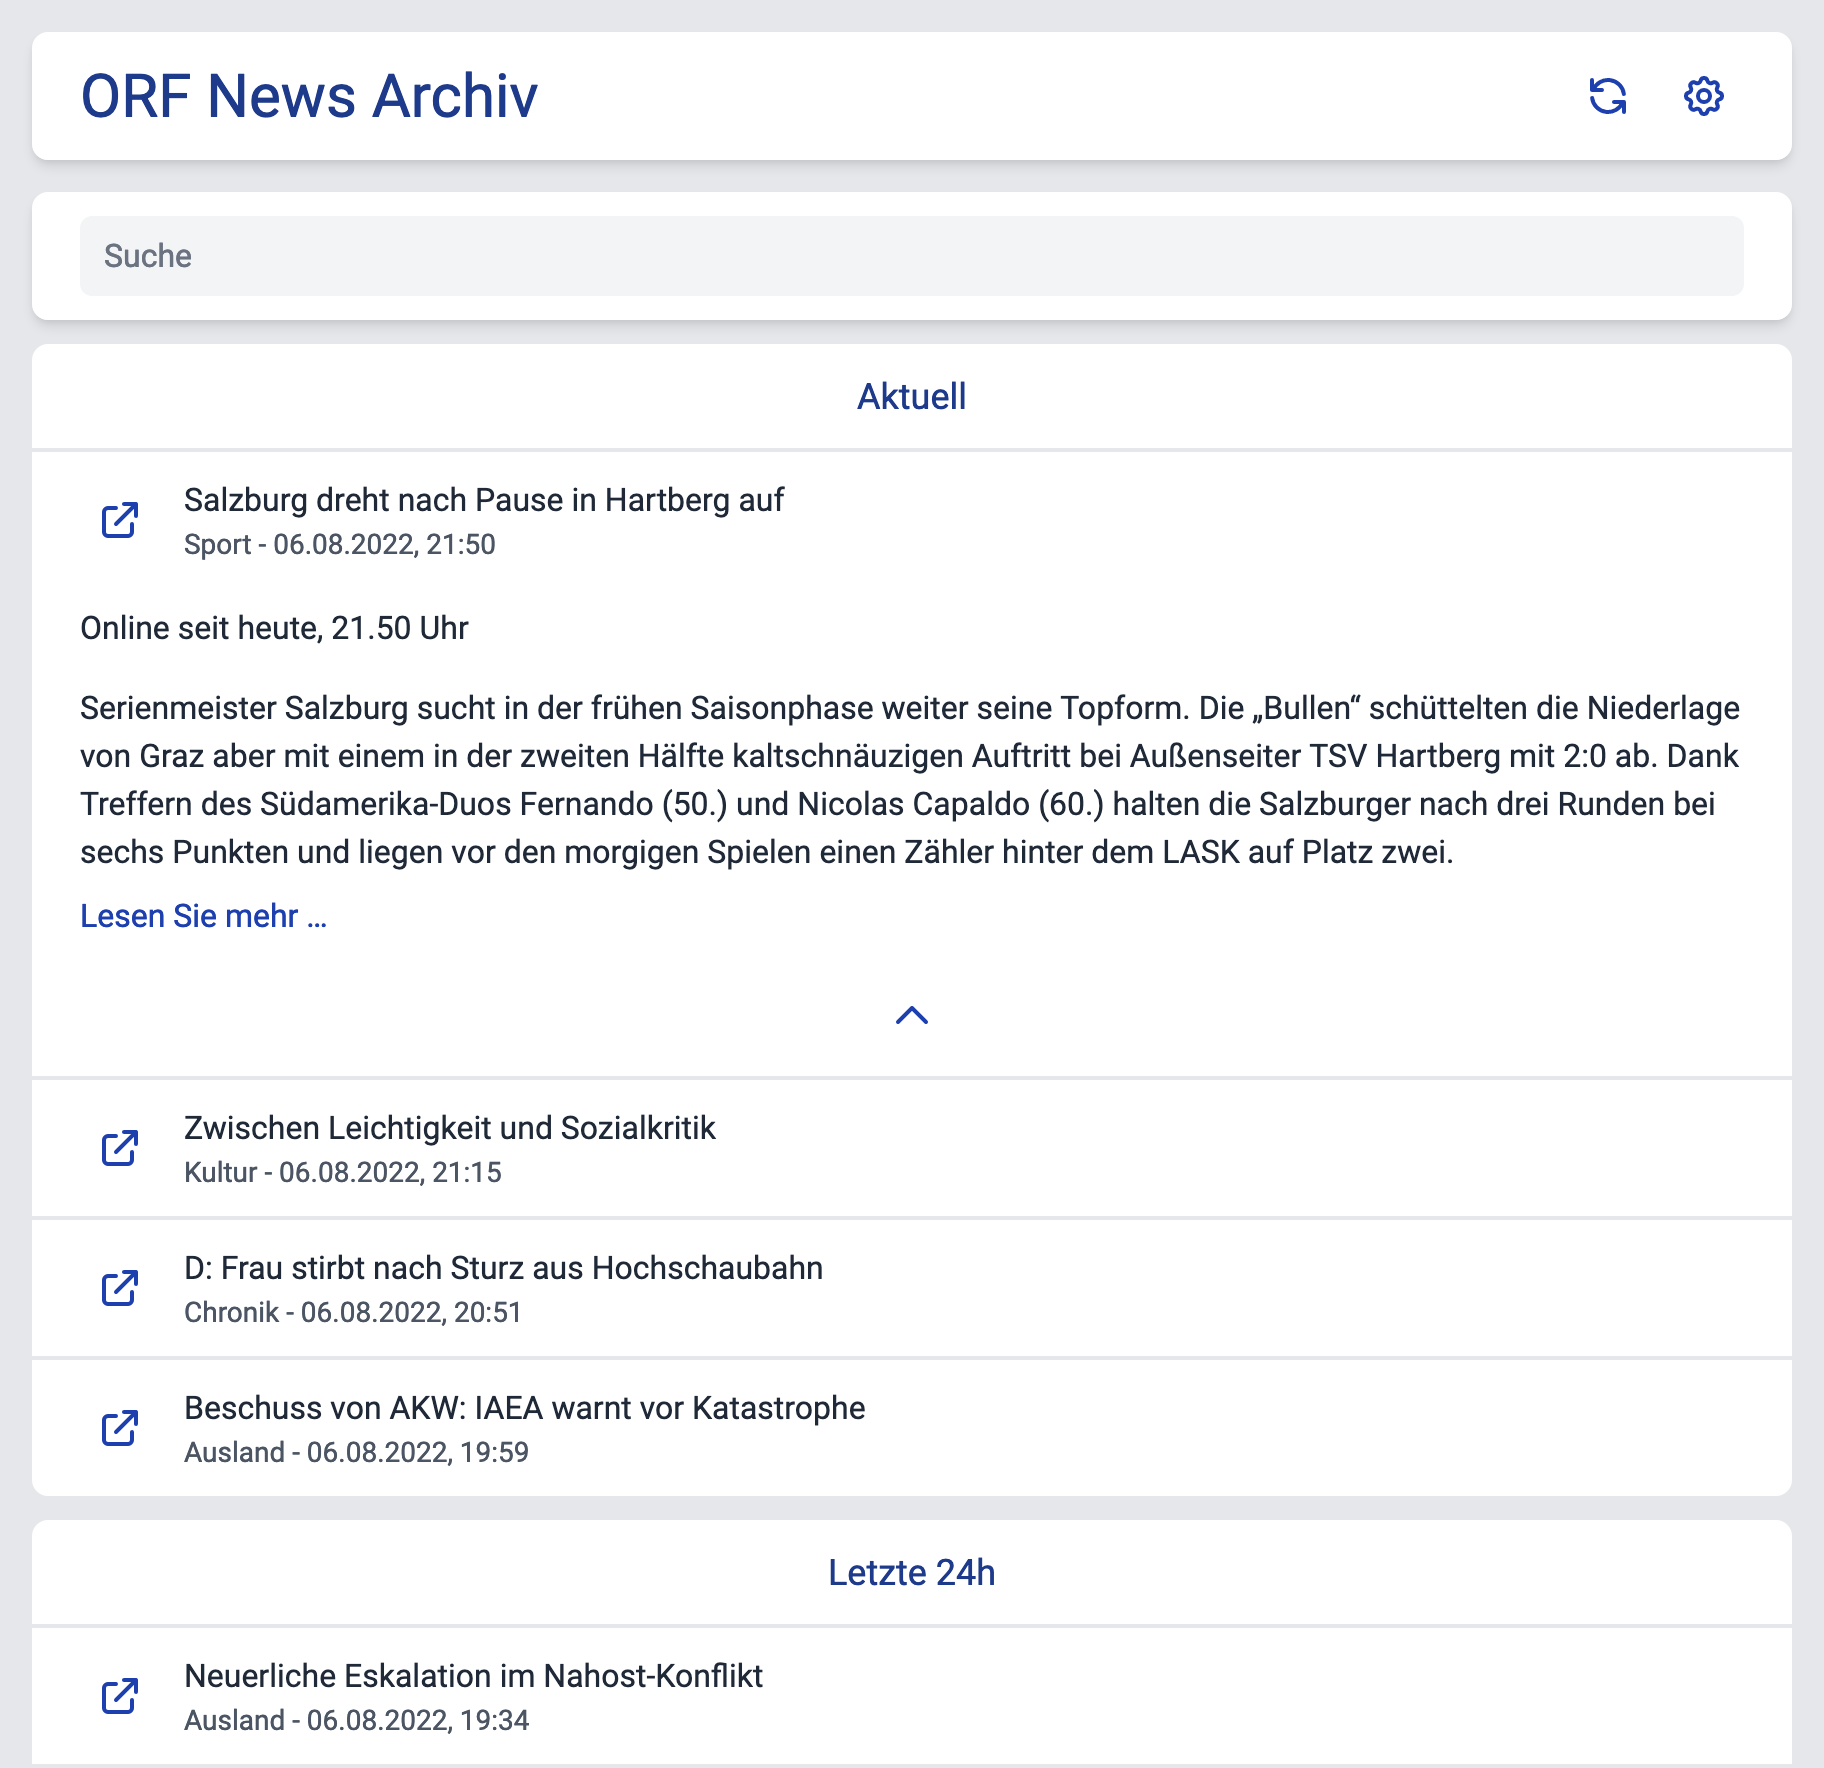 ORF News Archiv
Suche
Aktuell
Salzburg dreht nach Pause in Hartberg auf
Sport - 06.08.2022, 21:50
Online seit heute, 21.50 Uhr
Serienmeister Salzburg sucht in der frühen Saisonphase weiter seine Topform. Die „Bullen“ schüttelten die Niederlage
von Graz aber mit einem in der zweiten Hälfte kaltschnäuzigen Auftritt bei Außenseiter TSV Hartberg mit 2:0 ab. Dank
Treffern des Südamerika-Duos Fernando (50.) und Nicolas Capaldo (60.) halten die Salzburger nach drei Runden bei
sechs Punkten und liegen vor den morgigen Spielen einen Zähler hinter dem LASK auf Platz zwei.
Lesen Sie mehr …
Zwischen Leichtigkeit und Sozialkritik
Kultur - 06.08.2022, 21:15
D: Frau stirbt nach Sturz aus Hochschaubahn
Chronik - 06.08.2022, 20:51
Beschuss von AKW: IAEA warnt vor Katastrophe
Ausland - 06.08.2022, 19:59
Letzte 24h
Neuerliche Eskalation im Nahost-Konflikt
Ausland - 06.08.2022, 19:34